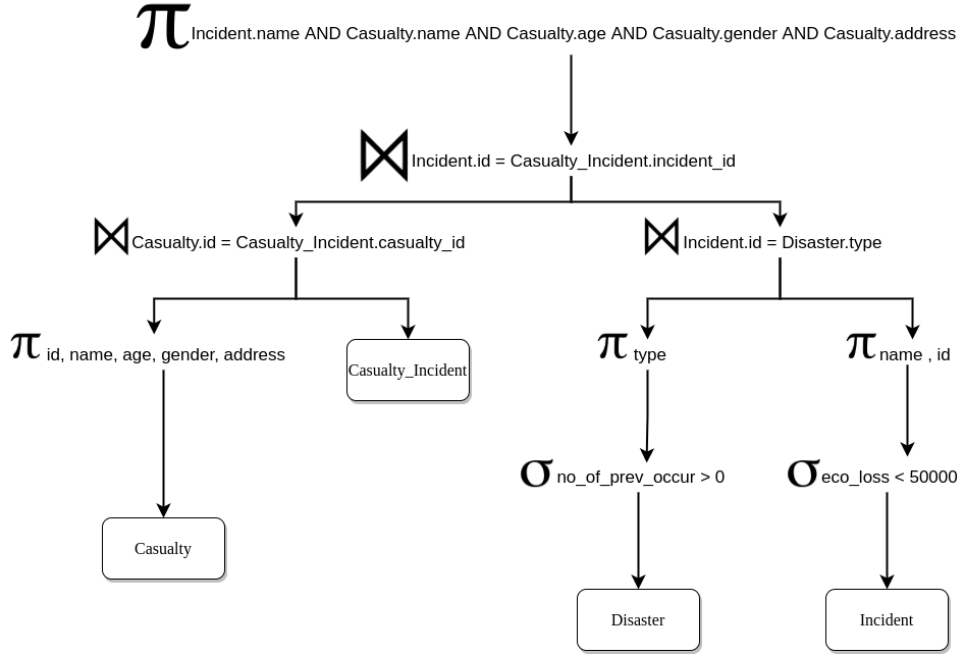 π Incident.name AND Casualty.name AND Casualty.age AND Casualty.gender AND Casualty.address
⋈ Incident.id = Casualty_Incident.incident_id
⋈ Casualty.id = Casualty_Incident.casualty_id
⋈ Incident.id = Disaster.type
π id, name, age, gender, address
Casualty_Incident
π type
π name , id
σ no_of_prev_occur > 0
σ eco_loss < 50000
Casualty
Disaster
Incident